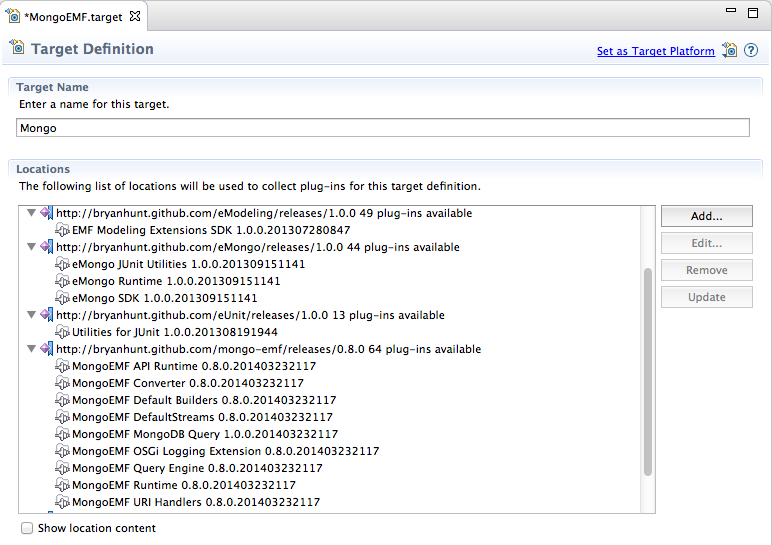 *MongoEMF.target
Target Definition
Set as Target Platform
Target Name
Enter a name for this target.
Mongo
Locations
The following list of locations will be used to collect plug-ins for this target definition.
http://bryanhunt.github.com/eModeling/releases/1.0.0 49 plug-ins available
EMF Modeling Extensions SDK 1.0.0.201307280847
http://bryanhunt.github.com/eMongo/releases/1.0.0 44 plug-ins available
eMongo JUnit Utilities 1.0.0.201309151141
eMongo Runtime 1.0.0.201309151141
eMongo SDK 1.0.0.201309151141
http://bryanhunt.github.com/eUnit/releases/1.0.0 13 plug-ins available
Utilities for JUnit 1.0.0.201308191944
http://bryanhunt.github.com/mongo-emf/releases/0.8.0 64 plug-ins available
MongoEMF API Runtime 0.8.0.201403232117
MongoEMF Converter 0.8.0.201403232117
MongoEMF Default Builders 0.8.0.201403232117
MongoEMF DefaultStreams 0.8.0.201403232117
MongoEMF MongoDB Query 1.0.0.201403232117
MongoEMF OSGi Logging Extension 0.8.0.201403232117
MongoEMF Query Engine 0.8.0.201403232117
MongoEMF Runtime 0.8.0.201403232117
MongoEMF URI Handlers 0.8.0.201403232117
Add...
Edit...
Remove
Update
Show location content